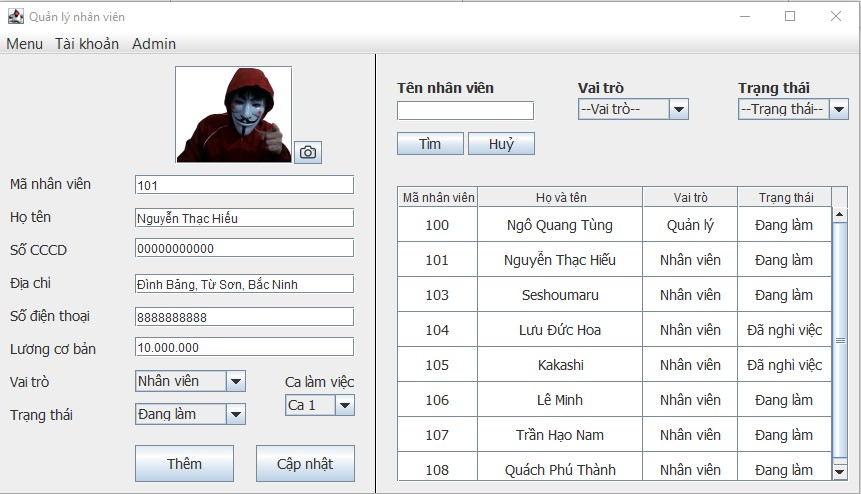 Quản lý nhân viên
Menu Tài khoản Admin
Mã nhân viên 101
Họ tên Nguyễn Thạc Hiếu
Số CCCD 00000000000
Địa chỉ Đình Bảng, Từ Sơn, Bắc Ninh
Số điện thoại 8888888888
Lương cơ bản 10.000.000
Vai trò Nhân viên Ca làm việc
Trạng thái Đang làm Ca 1
Thêm Cập nhật
Tên nhân viên Vai trò Trạng thái
--Vai trò-- --Trạng thái--
Tìm Huỷ
Mã nhân viên Họ và tên Vai trò Trạng thái
100 Ngô Quang Tùng Quản lý Đang làm
101 Nguyễn Thạc Hiếu Nhân viên Đang làm
103 Seshoumaru Nhân viên Đang làm
104 Lưu Đức Hoa Nhân viên Đã nghỉ việc
105 Kakashi Nhân viên Đã nghỉ việc
106 Lê Minh Nhân viên Đang làm
107 Trần Hạo Nam Nhân viên Đang làm
108 Quách Phú Thành Nhân viên Đang làm